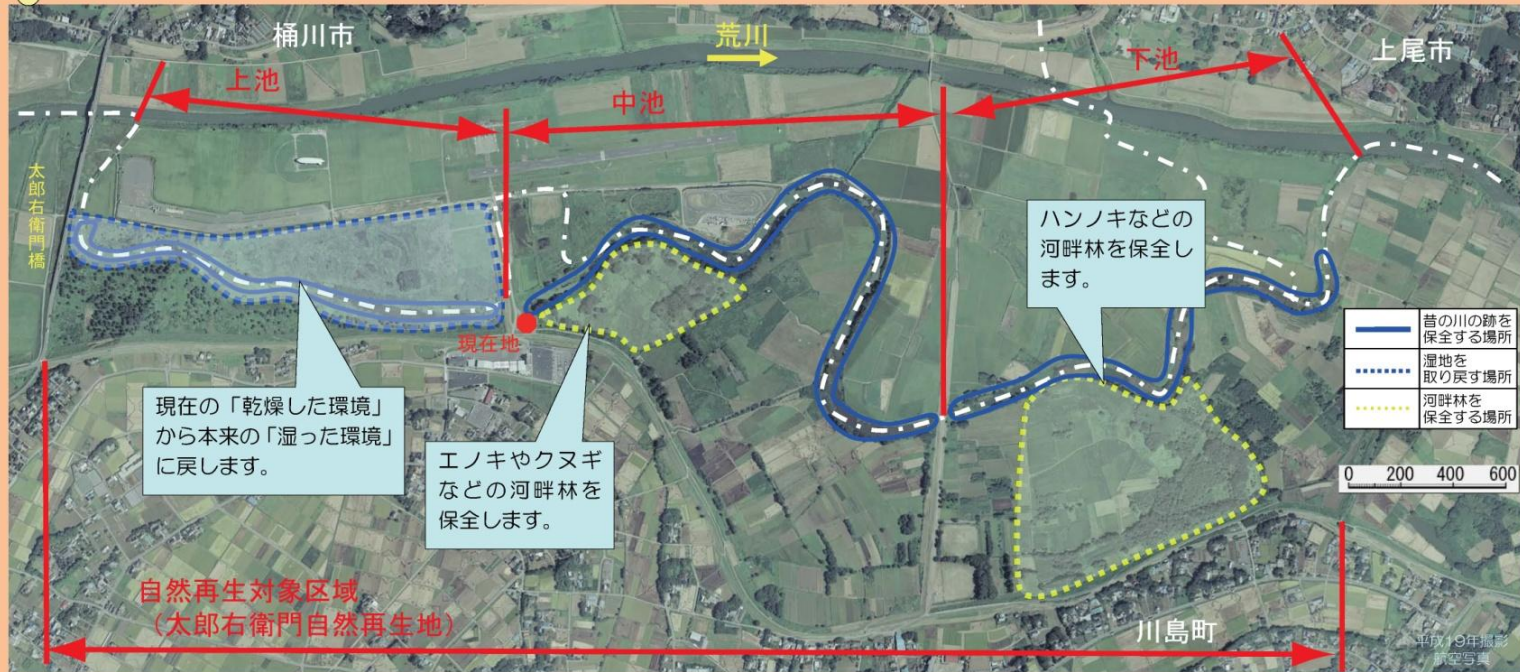 桶川市
荒川
上尾市
上池
中池
下池
太郎右衛門橋
ハンノキなどの
河畔林を保全し
ます。
現在地
昔の川の跡を
保全する場所
湿地を
取り戻す場所
河畔林を
保全する場所
現在の「乾燥した環境」
から本来の「湿った環境」
に戻します。
エノキやクヌギ
などの河畔林を
保全します。
0 200 400 600
自然再生対象区域
(太郎右衛門自然再生地)
川島町
平成19年撮影
航空写真